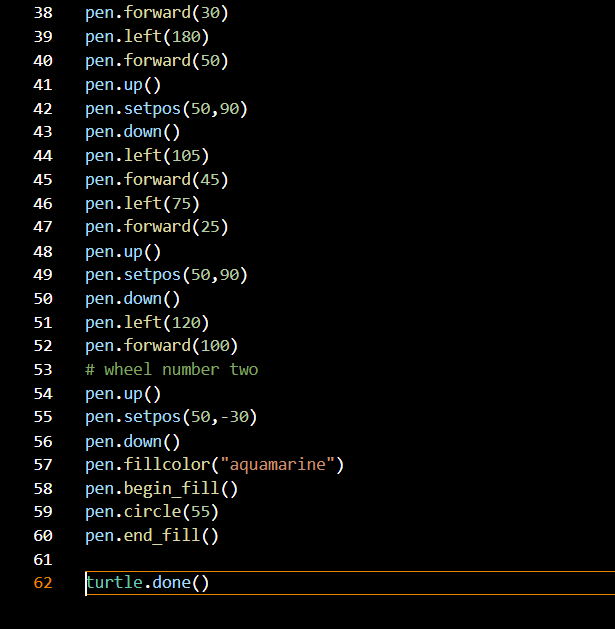 38 pen.forward(30)
39 pen.left(180)
40 pen.forward(50)
41 pen.up()
42 pen.setpos(50,90)
43 pen.down()
44 pen.left(105)
45 pen.forward(45)
46 pen.left(75)
47 pen.forward(25)
48 pen.up()
49 pen.setpos(50,90)
50 pen.down()
51 pen.left(120)
52 pen.forward(100)
53 # wheel number two
54 pen.up()
55 pen.setpos(50,-30)
56 pen.down()
57 pen.fillcolor("aquamarine")
58 pen.begin_fill()
59 pen.circle(55)
60 pen.end_fill()
61
62 turtle.done()